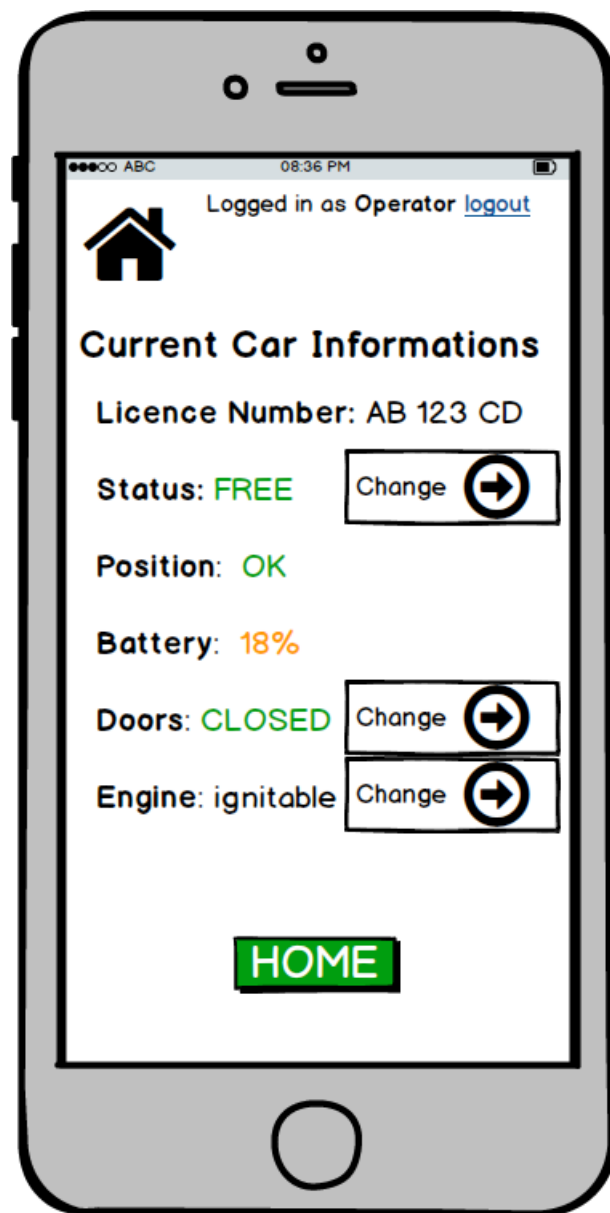 ABC 08:36 PM
Logged in as Operator logout
Current Car Informations
Licence Number: AB 123 CD
Status: FREE Change
Position: OK
Battery: 18%
Doors: CLOSED Change
Engine: ignitable Change
HOME